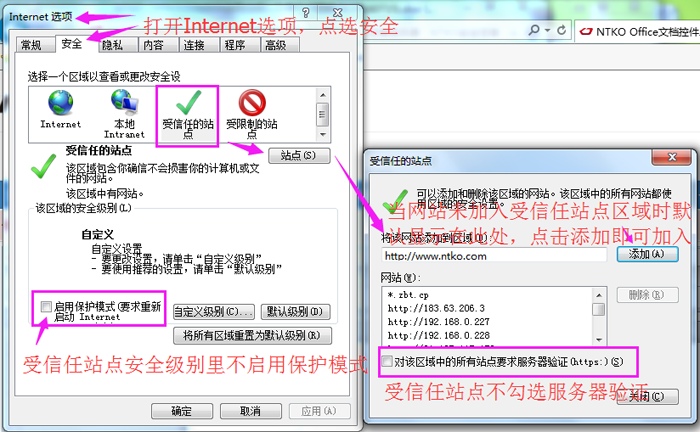 Internet 选项
打开Internet选项，点选安全
常规 安全 隐私 内容 连接 程序 高级
NTKO Office文档控件
选择一个区域以查看或更改安全设
Internet
本地
Intranet
受信任的站
点
受限制的站
点
受信任的站点
站点(S)
该区域包含你确信不会损害你的计算机或文
件的网站。
该区域中有网站。
该区域的安全级别(L)
自定义
自定义设置
- 要更改设置，请单击“自定义级别”
- 要使用推荐的设置，请单击“默认级别”
启用保护模式(要求重新
启动 Internet
自定义级别(C)...
默认级别(D)
将所有区域重置为默认级别(R)
受信任站点安全级别里不启用保护模式
确定 取消 应用(A)
受信任的站点
可以添加和删除该区域的网站。该区域中的所有网站都使
用区域的安全设置。
当网站未加入受信任站点区域时默
认显示在此处，点击添加即可加入
将该网站添加到区域(D):
http://www.ntko.com
添加(A)
网站(W):
*.zbt.cp
http://183.63.206.3
http://192.168.0.227
http://192.168.0.228
删除(R)
对该区域中的所有站点要求服务器验证(https:)(S)
受信任站点不勾选服务器验证
关闭(C)